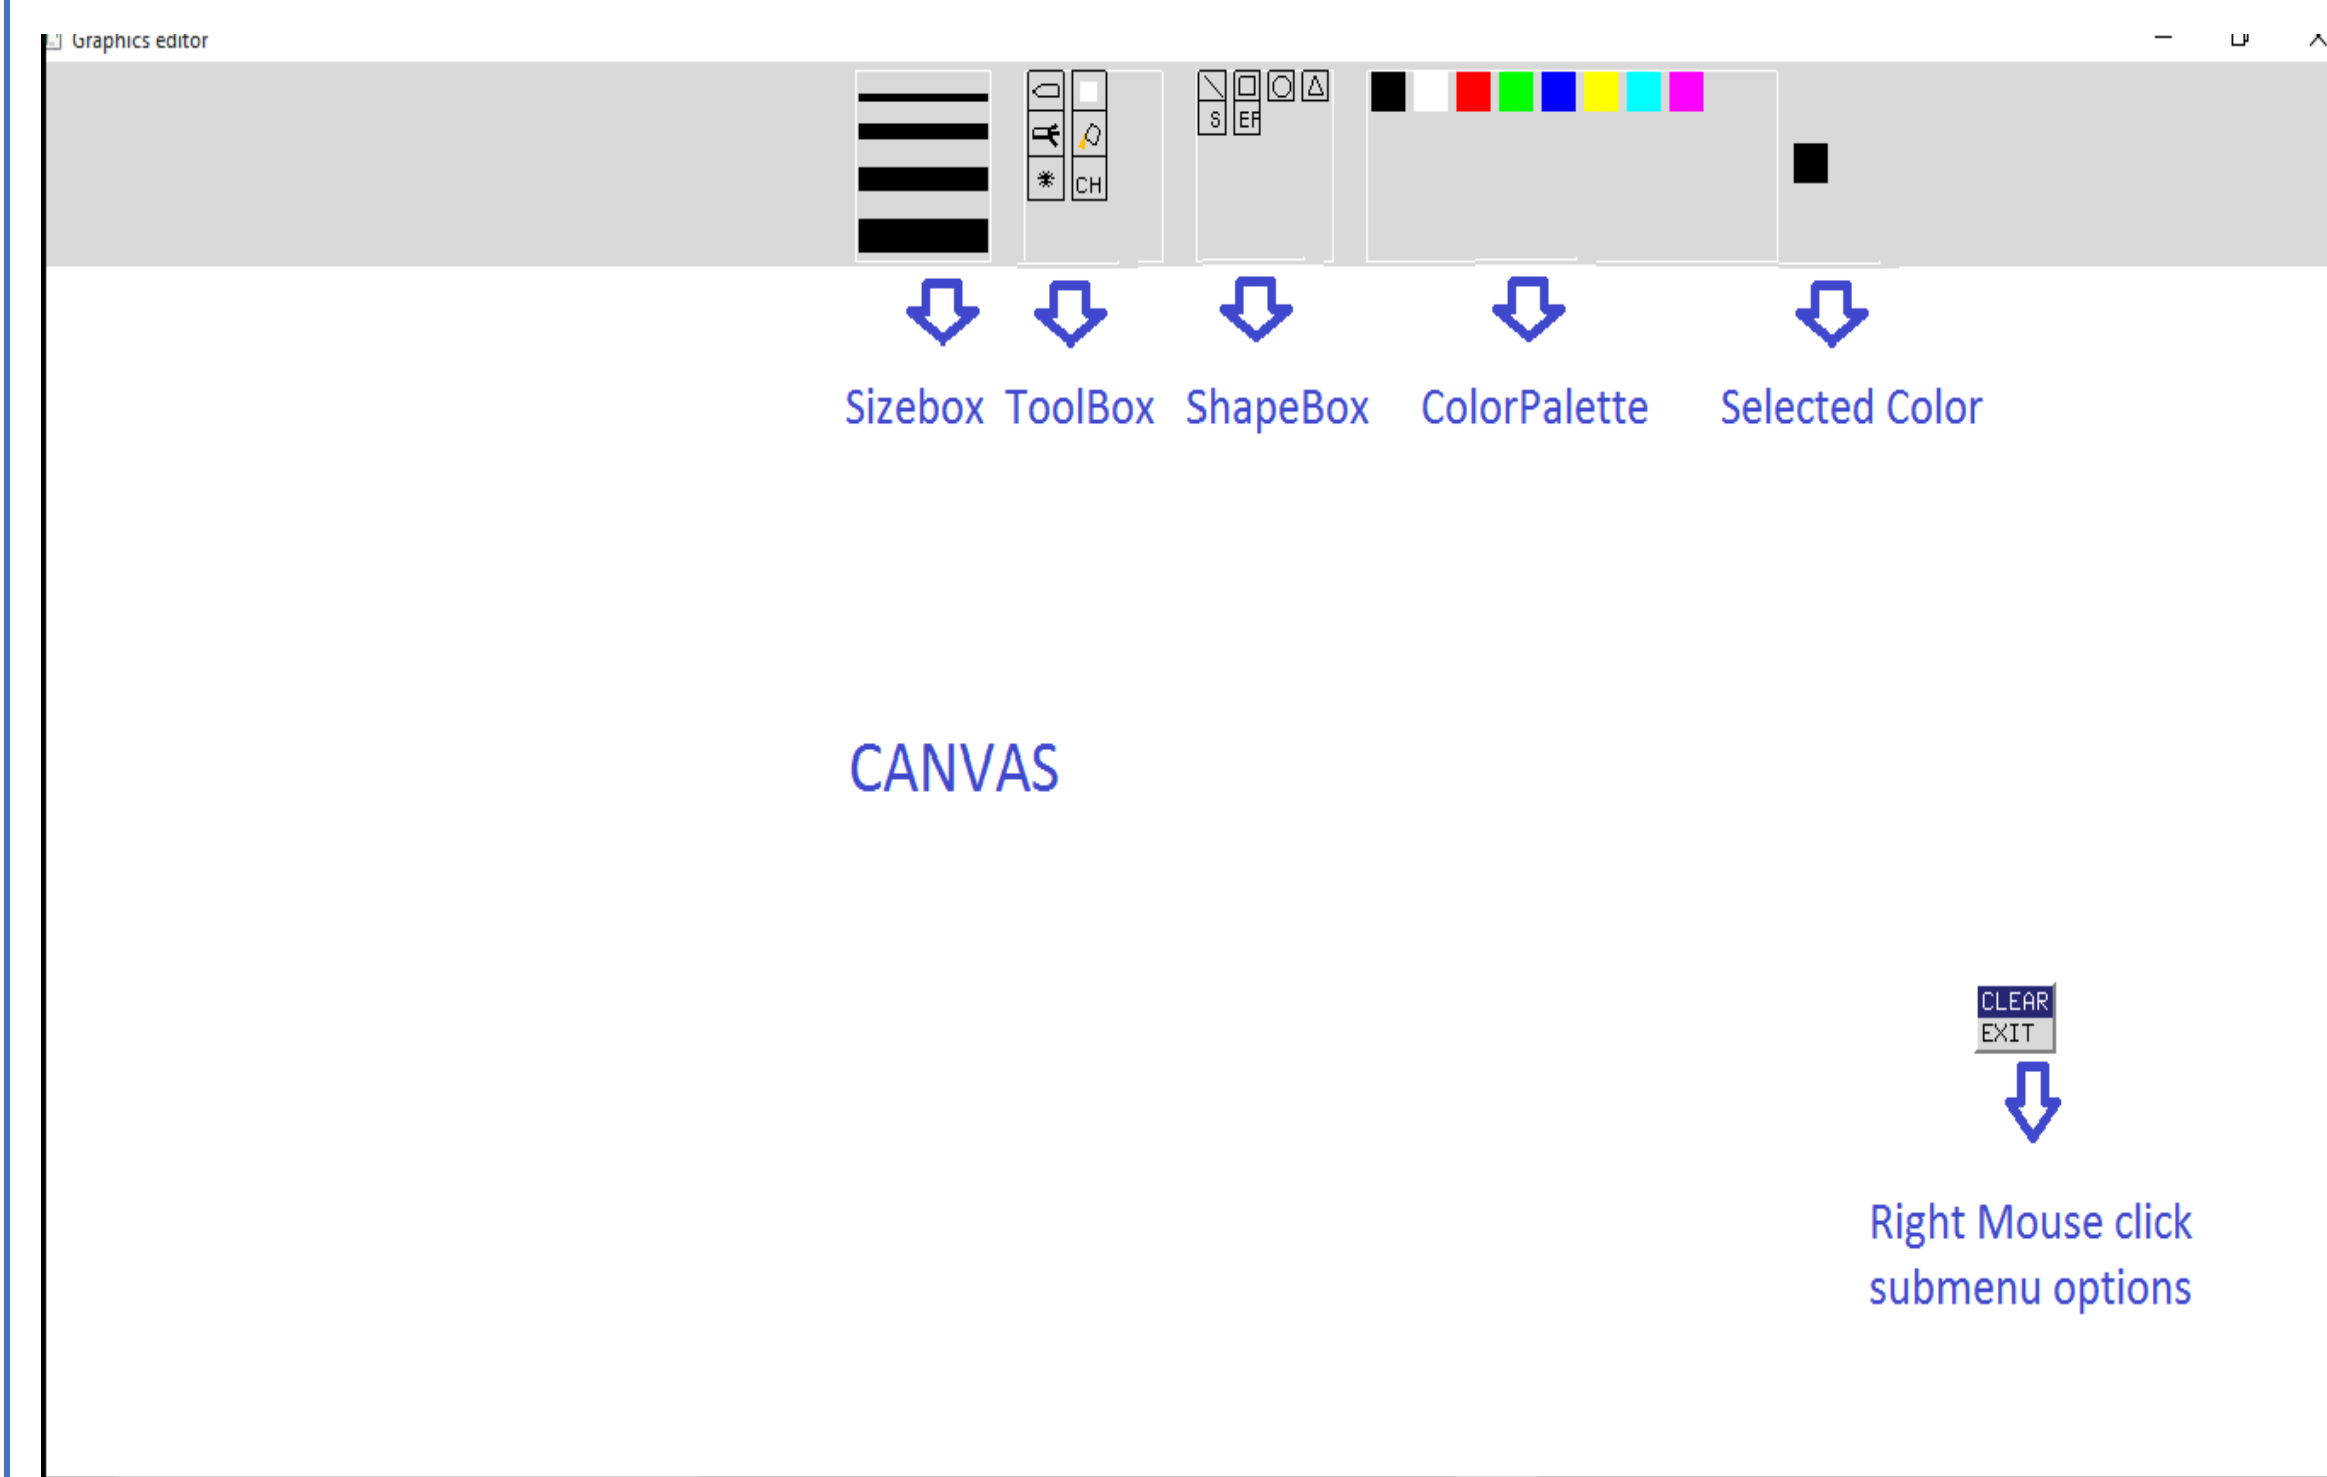 Graphics editor
S EF
CH
Sizebox ToolBox ShapeBox ColorPalette Selected Color
CANVAS
CLEAR
EXIT
Right Mouse click
submenu options